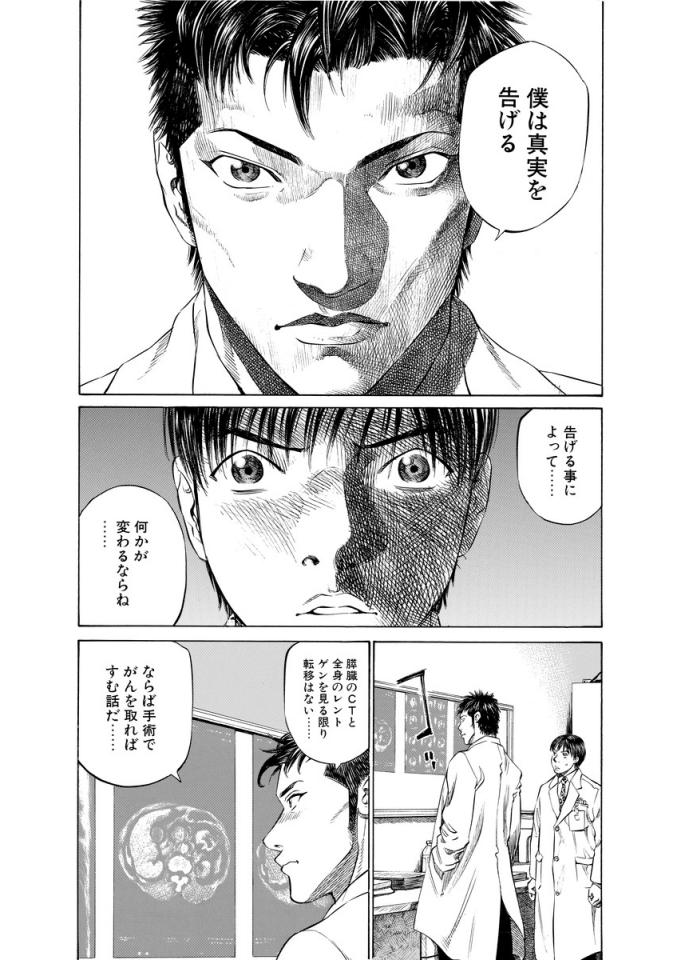 僕は真実を
告げる
告げる事に
よって……
何かが
変わるならね
……
膵臓のCTと
全身のレント
ゲンを見る限り
転移はない……
ならば手術で
がんを取れば
すむ話だ……